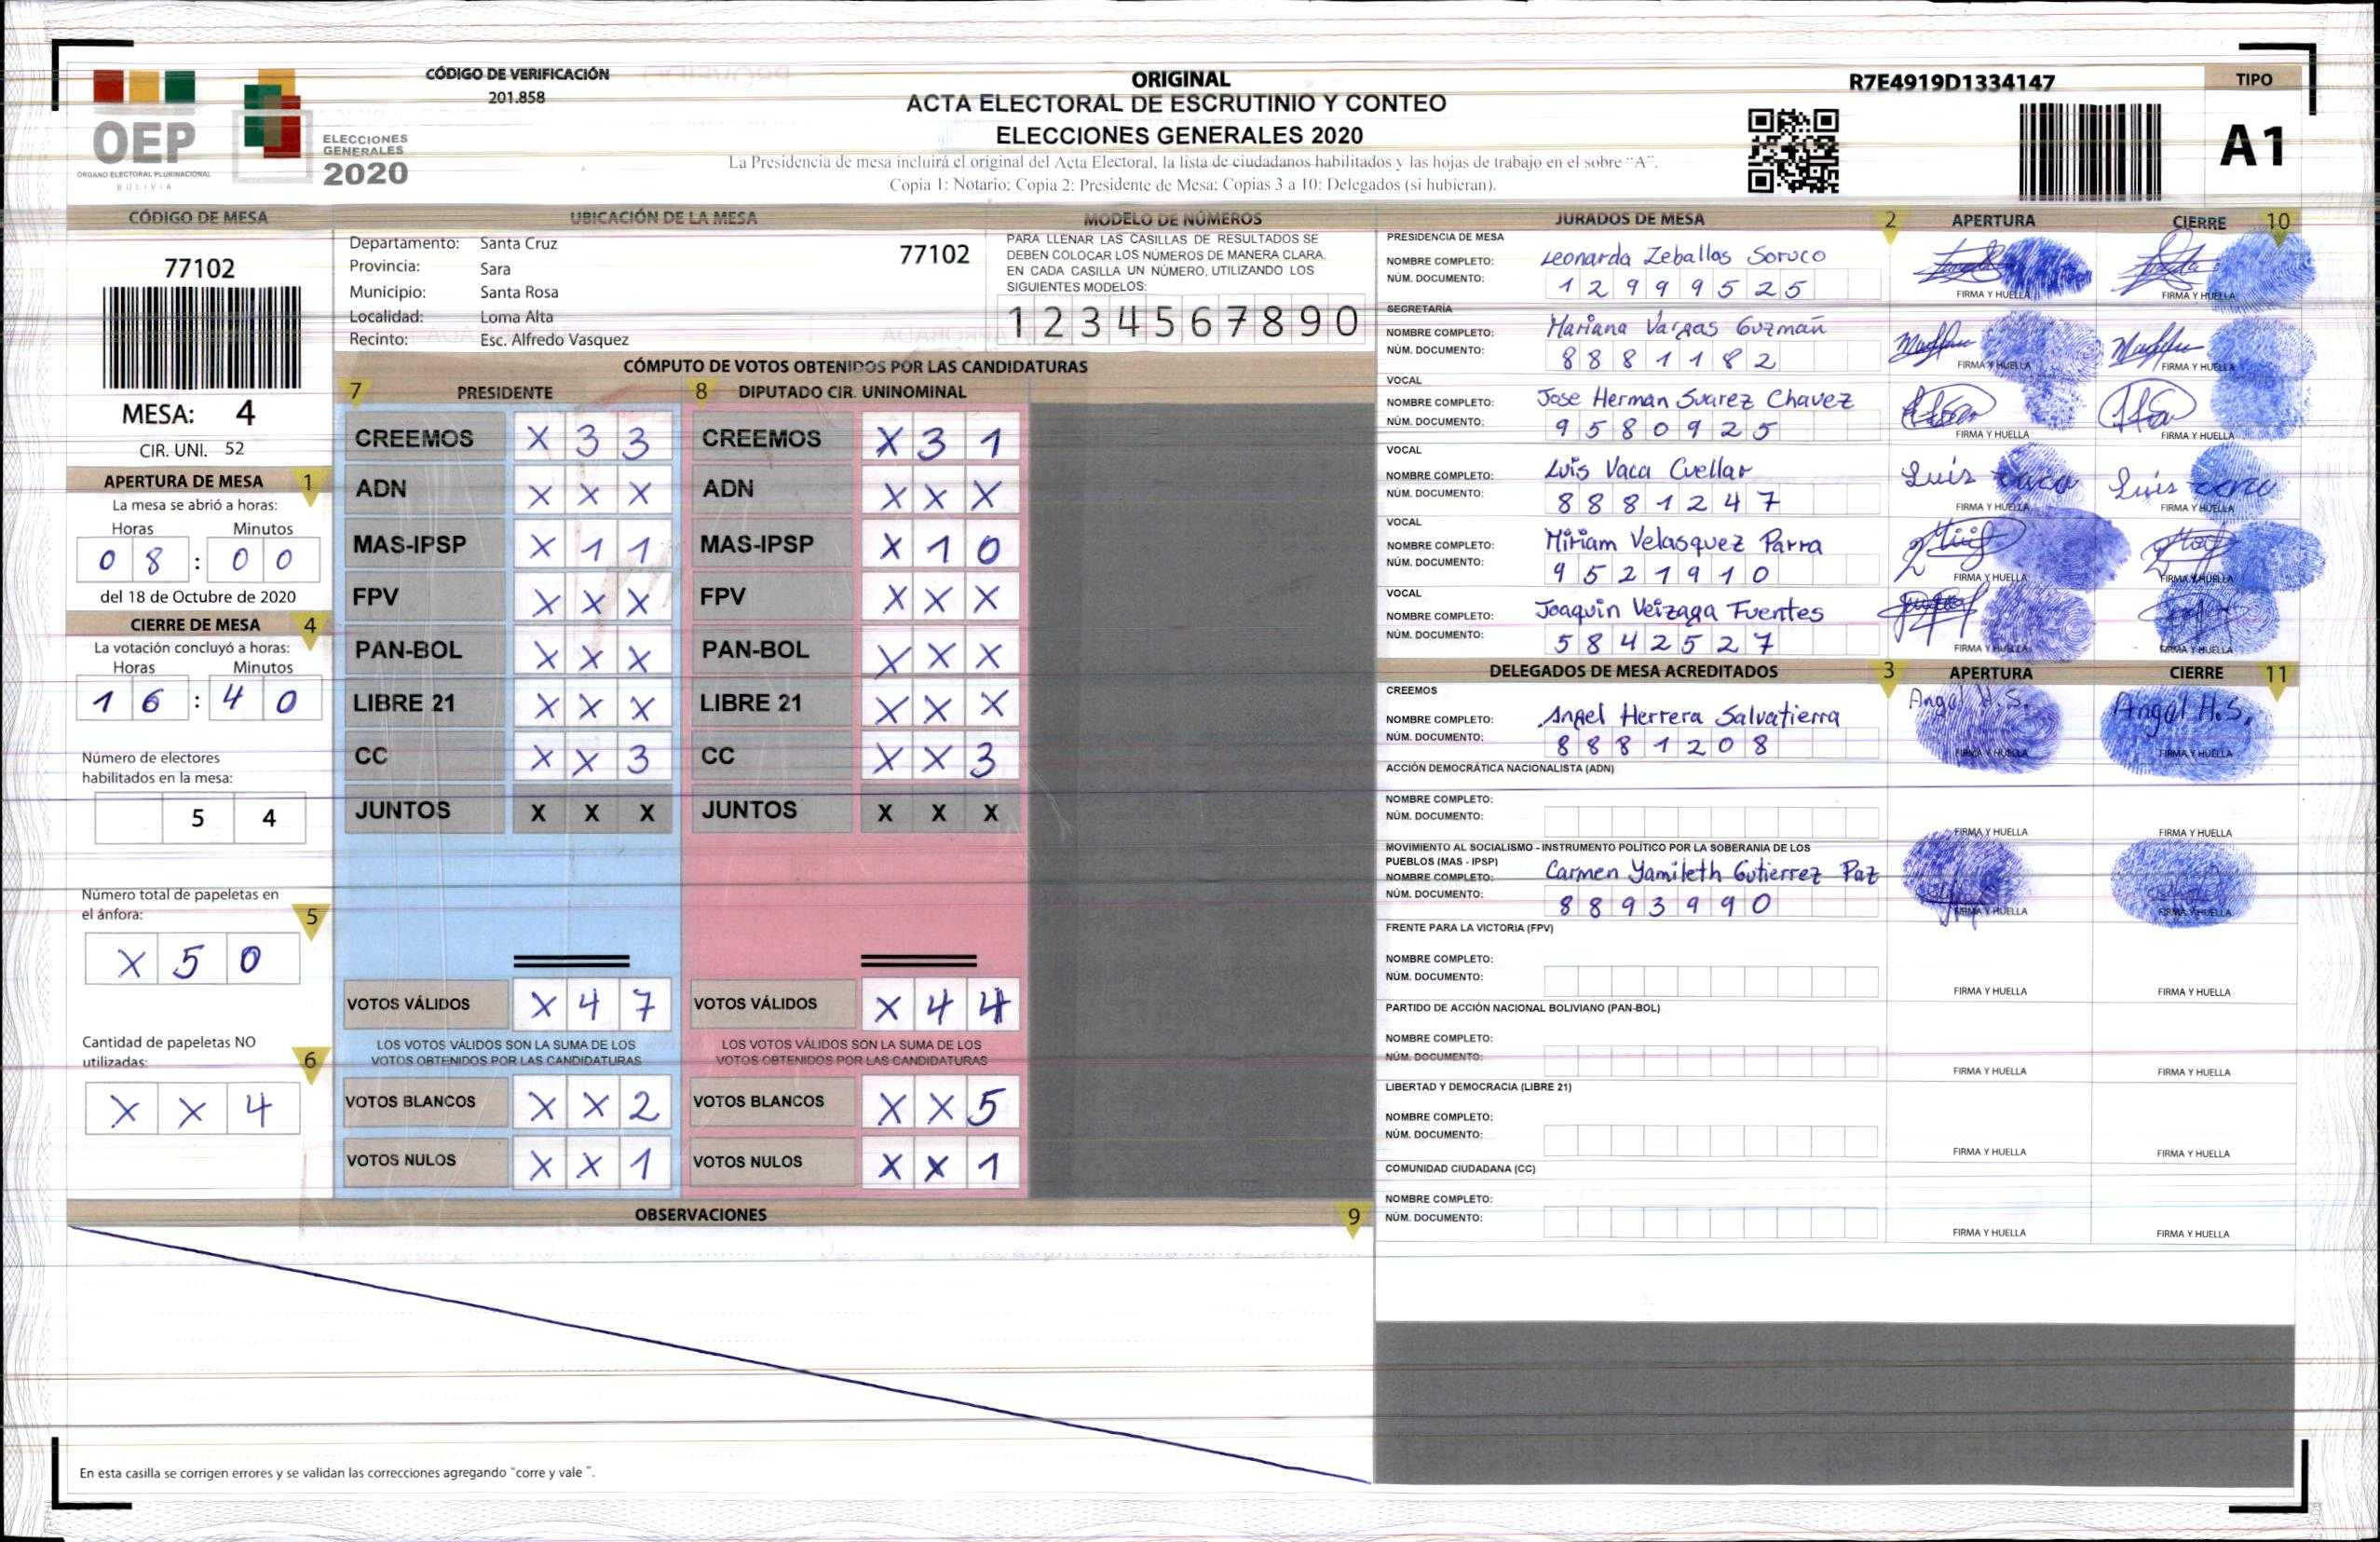 CÓDIGO DE VERIFICACIÓN
201.858
ORIGINAL
ACTA ELECTORAL DE ESCRUTINIO Y CONTEO
ELECCIONES GENERALES 2020
La Presidencia de mesa incluirá el original del Acta Electoral, la lista de ciudadanos habilitados y las hojas de trabajo en el sobre "A".
Copia 1: Notario; Copia 2: Presidente de Mesa; Copias 3 a 10: Delegados (si hubieran).
R7E4919D1334147
TIPO
A1
OEP
ÓRGANO ELECTORAL PLURINACIONAL
BOLIVIA
ELECCIONES
GENERALES
2020
CÓDIGO DE MESA
77102
MESA: 4
CIR. UNI. 52
APERTURA DE MESA 1
La mesa se abrió a horas:
Horas Minutos
0 8 : 0 0
del 18 de Octubre de 2020
CIERRE DE MESA 4
La votación concluyó a horas:
Horas Minutos
1 6 : 4 0
Número de electores
habilitados en la mesa:
5 4
Número total de papeletas en
el ánfora: 5
X 5 0
Cantidad de papeletas NO
utilizadas: 6
X X 4
UBICACIÓN DE LA MESA
Departamento: Santa Cruz 77102
Provincia: Sara
Municipio: Santa Rosa
Localidad: Loma Alta
Recinto: Esc. Alfredo Vasquez
MODELO DE NÚMEROS
PARA LLENAR LAS CASILLAS DE RESULTADOS SE
DEBEN COLOCAR LOS NÚMEROS DE MANERA CLARA.
EN CADA CASILLA UN NÚMERO, UTILIZANDO LOS
SIGUIENTES MODELOS:
1 2 3 4 5 6 7 8 9 0
CÓMPUTO DE VOTOS OBTENIDOS POR LAS CANDIDATURAS
7 PRESIDENTE 8 DIPUTADO CIR. UNINOMINAL
CREEMOS X 3 3 CREEMOS X 3 1
ADN X X X ADN X X X
MAS-IPSP X 1 1 MAS-IPSP X 1 0
FPV X X X FPV X X X
PAN-BOL X X X PAN-BOL X X X
LIBRE 21 X X X LIBRE 21 X X X
CC X X 3 CC X X 3
JUNTOS X X X JUNTOS X X X
VOTOS VÁLIDOS X 4 7 VOTOS VÁLIDOS X 4 4
LOS VOTOS VÁLIDOS SON LA SUMA DE LOS LOS VOTOS VÁLIDOS SON LA SUMA DE LOS
VOTOS OBTENIDOS POR LAS CANDIDATURAS VOTOS OBTENIDOS POR LAS CANDIDATURAS
VOTOS BLANCOS X X 2 VOTOS BLANCOS X X 5
VOTOS NULOS X X 1 VOTOS NULOS X X 1
OBSERVACIONES 9
En esta casilla se corrigen errores y se validan las correcciones agregando "corre y vale ".
JURADOS DE MESA 2 APERTURA CIERRE 10
PRESIDENCIA DE MESA
NOMBRE COMPLETO: Leonarda Zeballos Soruco
NÚM. DOCUMENTO: 1 2 9 9 9 5 2 5
FIRMA Y HUELLA FIRMA Y HUELLA
SECRETARÍA
NOMBRE COMPLETO: Mariana Vargas Guzmán
NÚM. DOCUMENTO: 8 8 8 1 1 8 2
FIRMA Y HUELLA FIRMA Y HUELLA
VOCAL
NOMBRE COMPLETO: Jose Herman Suarez Chavez
NÚM. DOCUMENTO: 9 5 8 0 9 2 5
FIRMA Y HUELLA FIRMA Y HUELLA
VOCAL
NOMBRE COMPLETO: Luis Vaca Cuellar Luis Vaca Luis
NÚM. DOCUMENTO: 8 8 8 1 2 4 7
FIRMA Y HUELLA FIRMA Y HUELLA
VOCAL
NOMBRE COMPLETO: Miriam Velasquez Parra
NÚM. DOCUMENTO: 9 5 2 1 9 1 0
FIRMA Y HUELLA FIRMA Y HUELLA
VOCAL
NOMBRE COMPLETO: Joaquin Veizaga Fuentes
NÚM. DOCUMENTO: 5 8 4 2 5 2 7
FIRMA Y HUELLA FIRMA Y HUELLA
DELEGADOS DE MESA ACREDITADOS 3 APERTURA CIERRE 11
CREEMOS
NOMBRE COMPLETO: Angel Herrera Salvatierra Angel H.S. Angel H.S.
NÚM. DOCUMENTO: 8 8 8 1 2 0 8
FIRMA Y HUELLA FIRMA Y HUELLA
ACCIÓN DEMOCRÁTICA NACIONALISTA (ADN)
NOMBRE COMPLETO:
NÚM. DOCUMENTO:
FIRMA Y HUELLA FIRMA Y HUELLA
MOVIMIENTO AL SOCIALISMO - INSTRUMENTO POLÍTICO POR LA SOBERANIA DE LOS
PUEBLOS (MAS - IPSP)
NOMBRE COMPLETO: Carmen Yamileth Gutierrez Paz
NÚM. DOCUMENTO: 8 8 9 3 9 9 0
FIRMA Y HUELLA FIRMA Y HUELLA
FRENTE PARA LA VICTORIA (FPV)
NOMBRE COMPLETO:
NÚM. DOCUMENTO:
FIRMA Y HUELLA FIRMA Y HUELLA
PARTIDO DE ACCIÓN NACIONAL BOLIVIANO (PAN-BOL)
NOMBRE COMPLETO:
NÚM. DOCUMENTO:
FIRMA Y HUELLA FIRMA Y HUELLA
LIBERTAD Y DEMOCRACIA (LIBRE 21)
NOMBRE COMPLETO:
NÚM. DOCUMENTO:
FIRMA Y HUELLA FIRMA Y HUELLA
COMUNIDAD CIUDADANA (CC)
NOMBRE COMPLETO:
NÚM. DOCUMENTO:
FIRMA Y HUELLA FIRMA Y HUELLA